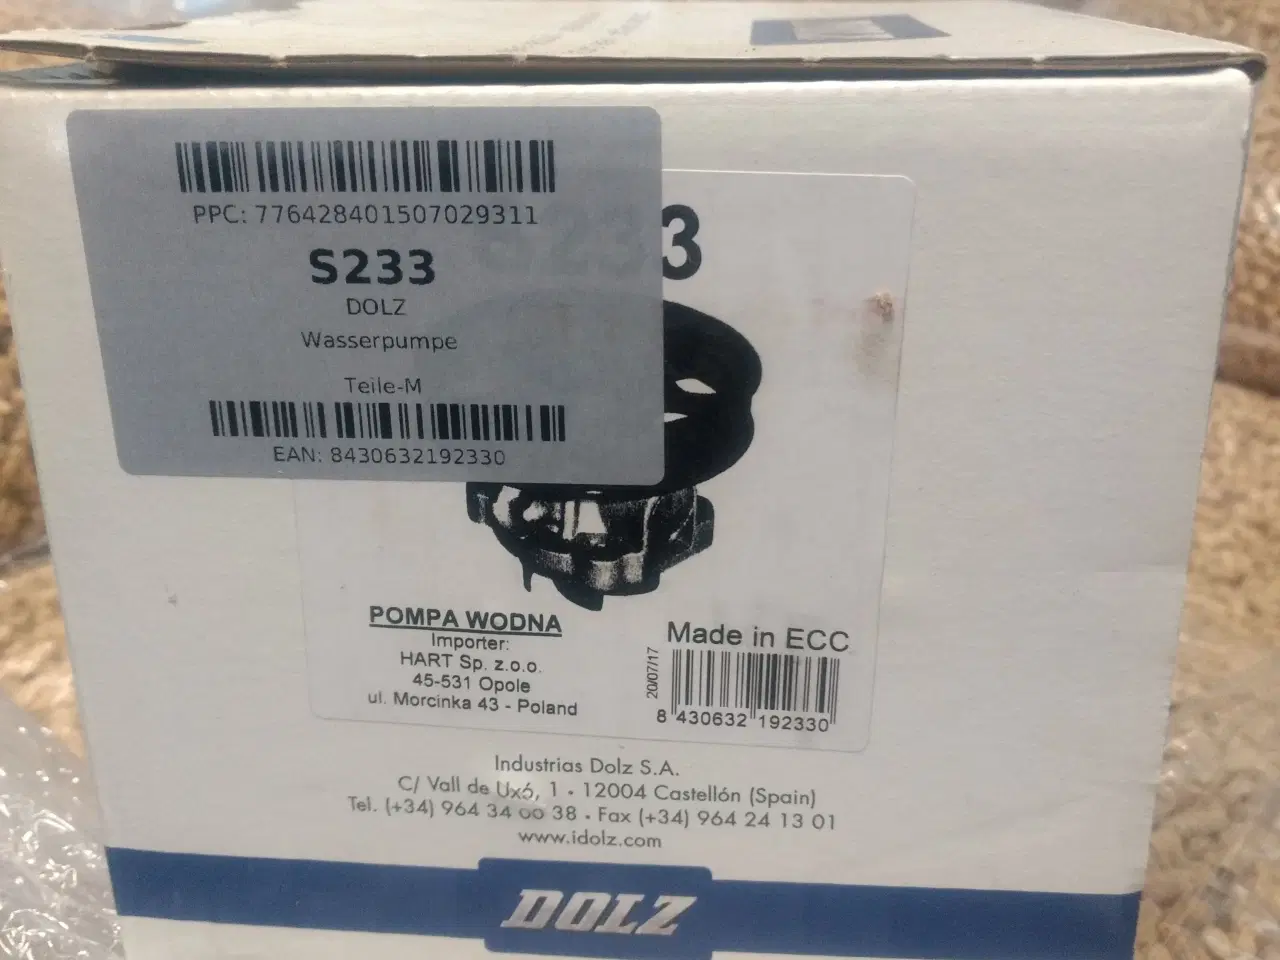 PPC: 776428401507029311
S233
DOLZ
Wasserpumpe
Teile-M
EAN: 8430632192330
3
POMPA WODNA
Importer:
HART Sp. z.o.o.
45-531 Opole
ul. Morcinka 43 - Poland
Made in ECC
20/07/17
8 430632 192330
Industrias Dolz S.A.
C/ Vall de Uxó, 1 • 12004 Castellón (Spain)
Tel. (+34) 964 34 00 38 • Fax (+34) 964 24 13 01
www.idolz.com
DOLZ